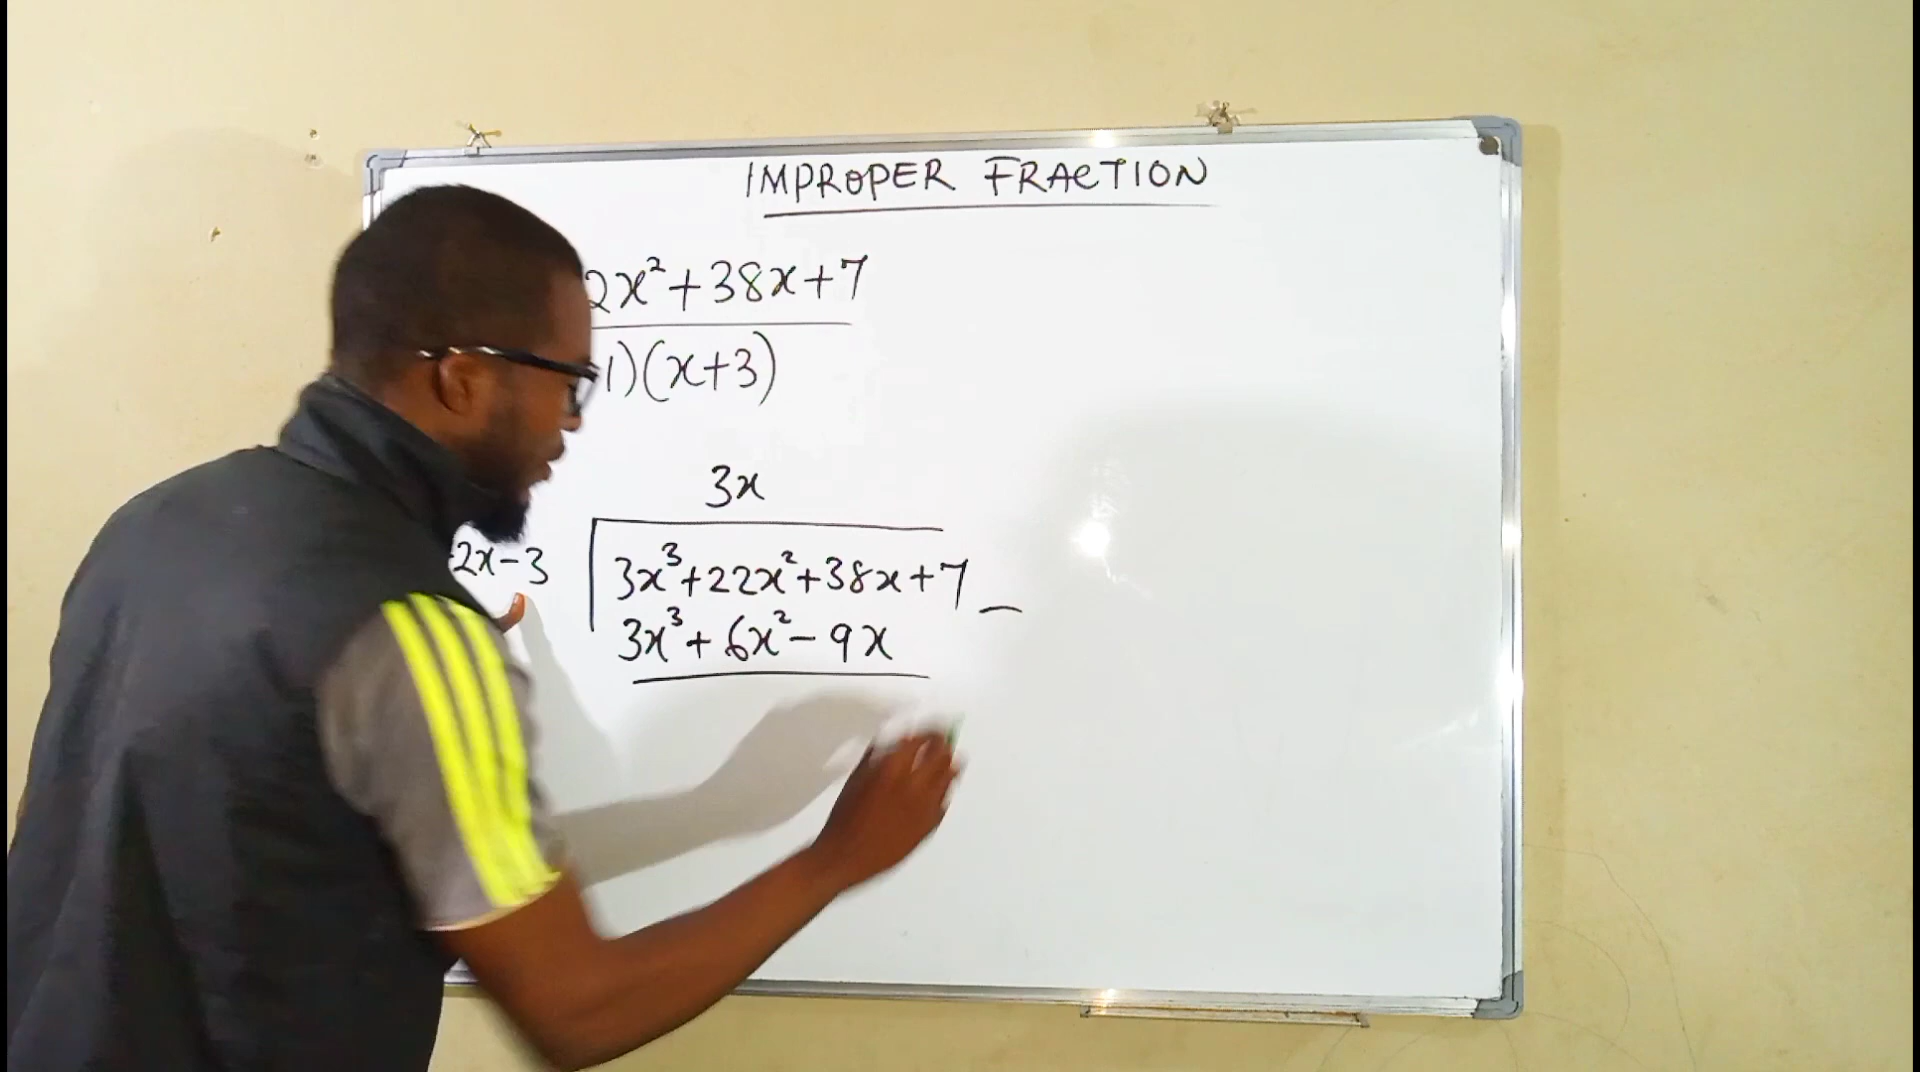 IMPROPER FRACTION
2x²+38x+7
1)(x+3)
3x
2x-3 3x³+22x²+38x+7 -
3x³+6x²-9x